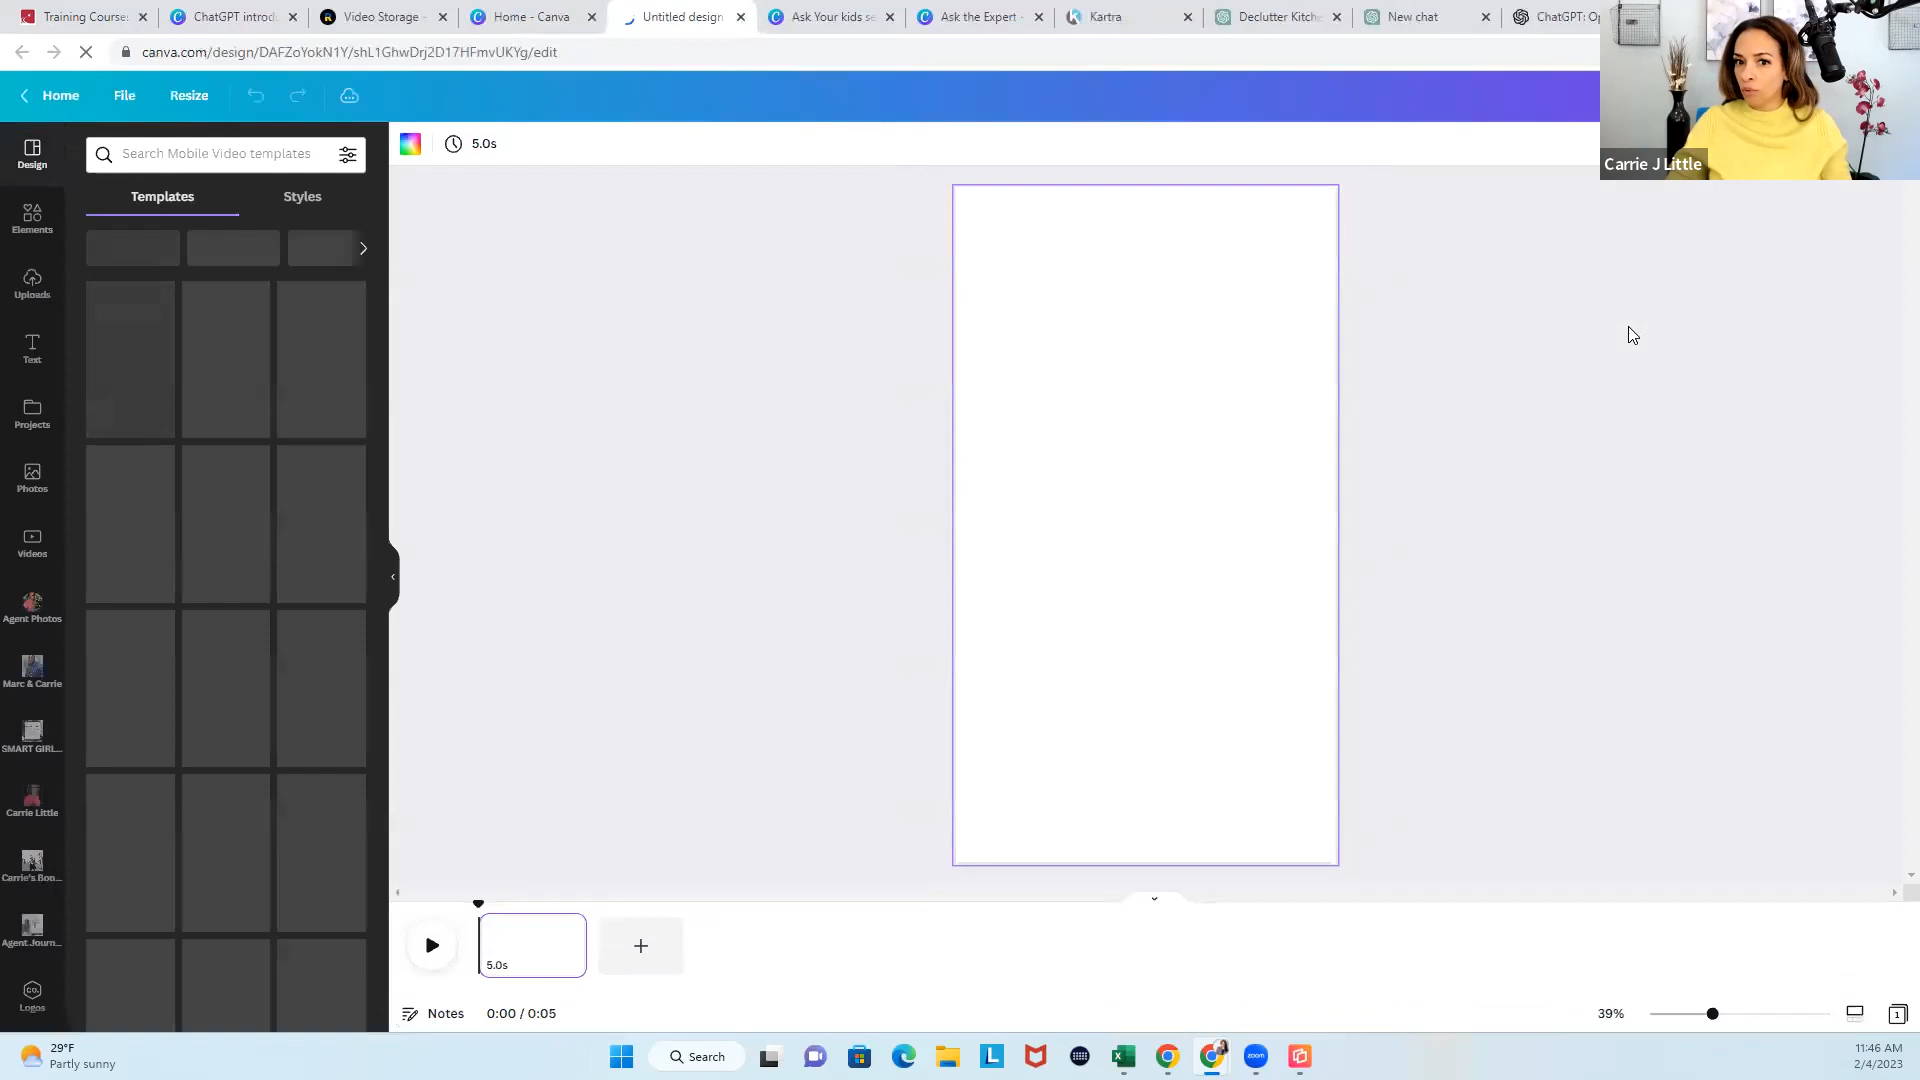 Training Course:
ChatGPT introd
Video Storage -
Home - Canva
Untitled design
Ask Your kids se
Ask the Expert -
Kartra
Declutter Kitche
New chat
ChatGPT: Op
canva.com/design/DAFZoYokN1Y/shL1GhwDrj2D17HFmvUKYg/edit
Home
File
Resize
Carrie J Little
Design
Search Mobile Video templates
5.0s
Templates
Styles
Elements
Uploads
Text
Projects
Photos
Videos
Agent Photos
Marc & Carrie
SMART GIRL...
Carrie Little
Carrie's Boo...
Agent Journ...
Logos
5.0s
Notes
0:00 / 0:05
39%
1
29°F
Partly sunny
Search
L
zoom
11:46 AM
2/4/2023